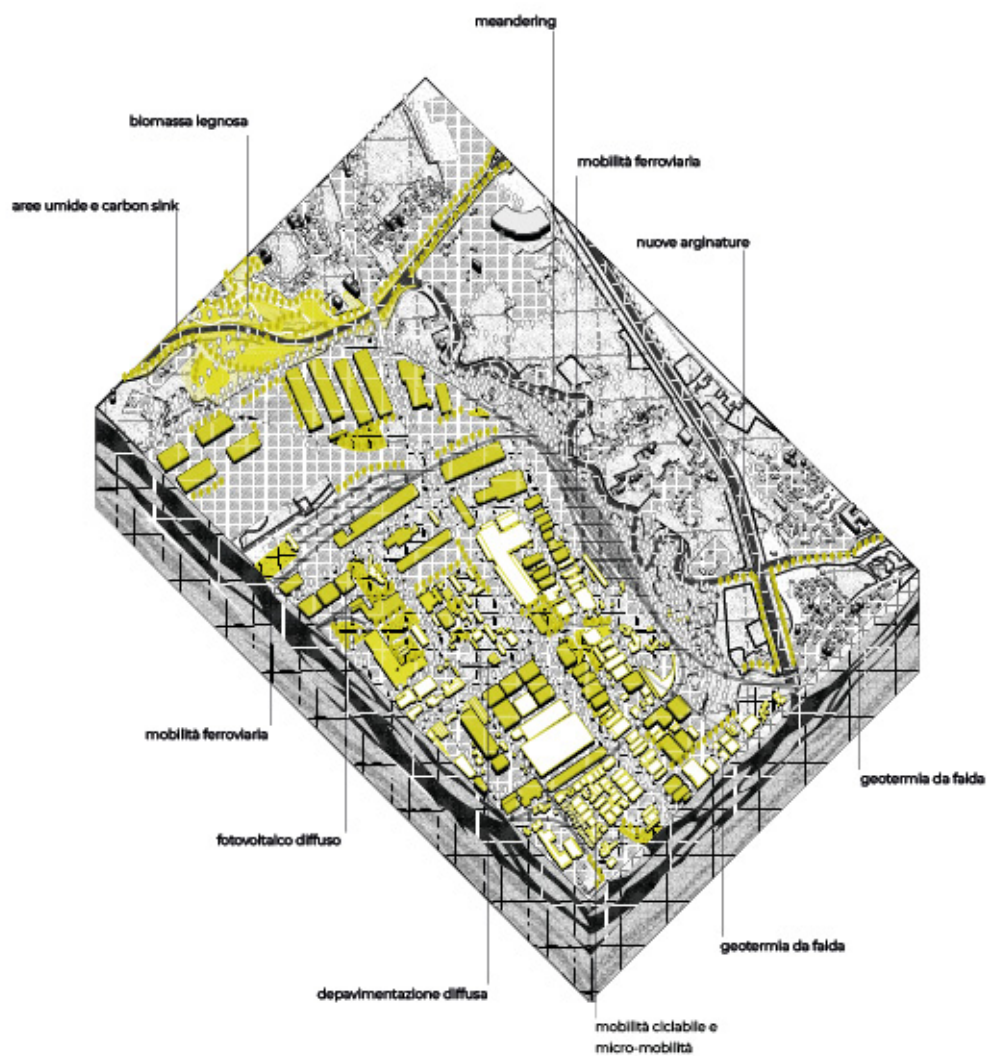 meandering
biomassa legnosa
mobilità ferroviaria
aree umide e carbon sink
nuove arginature
mobilità ferroviaria
geotermia da falda
fotovoltaico diffuso
geotermia da falda
depavimentazione diffusa
mobilità ciclabile e
micro-mobilità